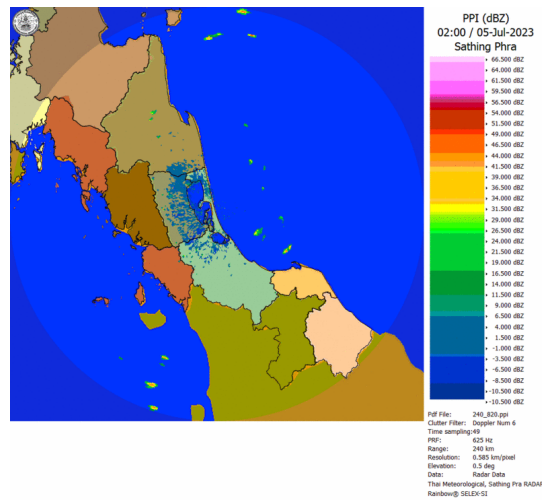 PPI (dBZ)
02:00 / 05-Jul-2023
Sathing Phra
66.500 dBZ
64.000 dBZ
61.500 dBZ
59.500 dBZ
56.500 dBZ
54.000 dBZ
51.500 dBZ
49.000 dBZ
46.500 dBZ
44.000 dBZ
41.500 dBZ
39.000 dBZ
36.500 dBZ
34.000 dBZ
31.500 dBZ
29.000 dBZ
26.500 dBZ
24.000 dBZ
21.500 dBZ
19.000 dBZ
16.500 dBZ
14.000 dBZ
11.500 dBZ
9.000 dBZ
6.500 dBZ
4.000 dBZ
1.500 dBZ
-1.000 dBZ
-3.500 dBZ
-6.500 dBZ
-8.500 dBZ
-10.500 dBZ
Pdf File: 240_820.ppi
Clutter Filter: Doppler Num 6
Time sampling:49
PRF: 625 Hz
Range: 240 km
Resolution: 0.585 km/pixel
Elevation: 0.5 deg
Data: Radar Data
Thai Meteorological, Sathing Pra RADAR
Rainbow® SELEX-SI